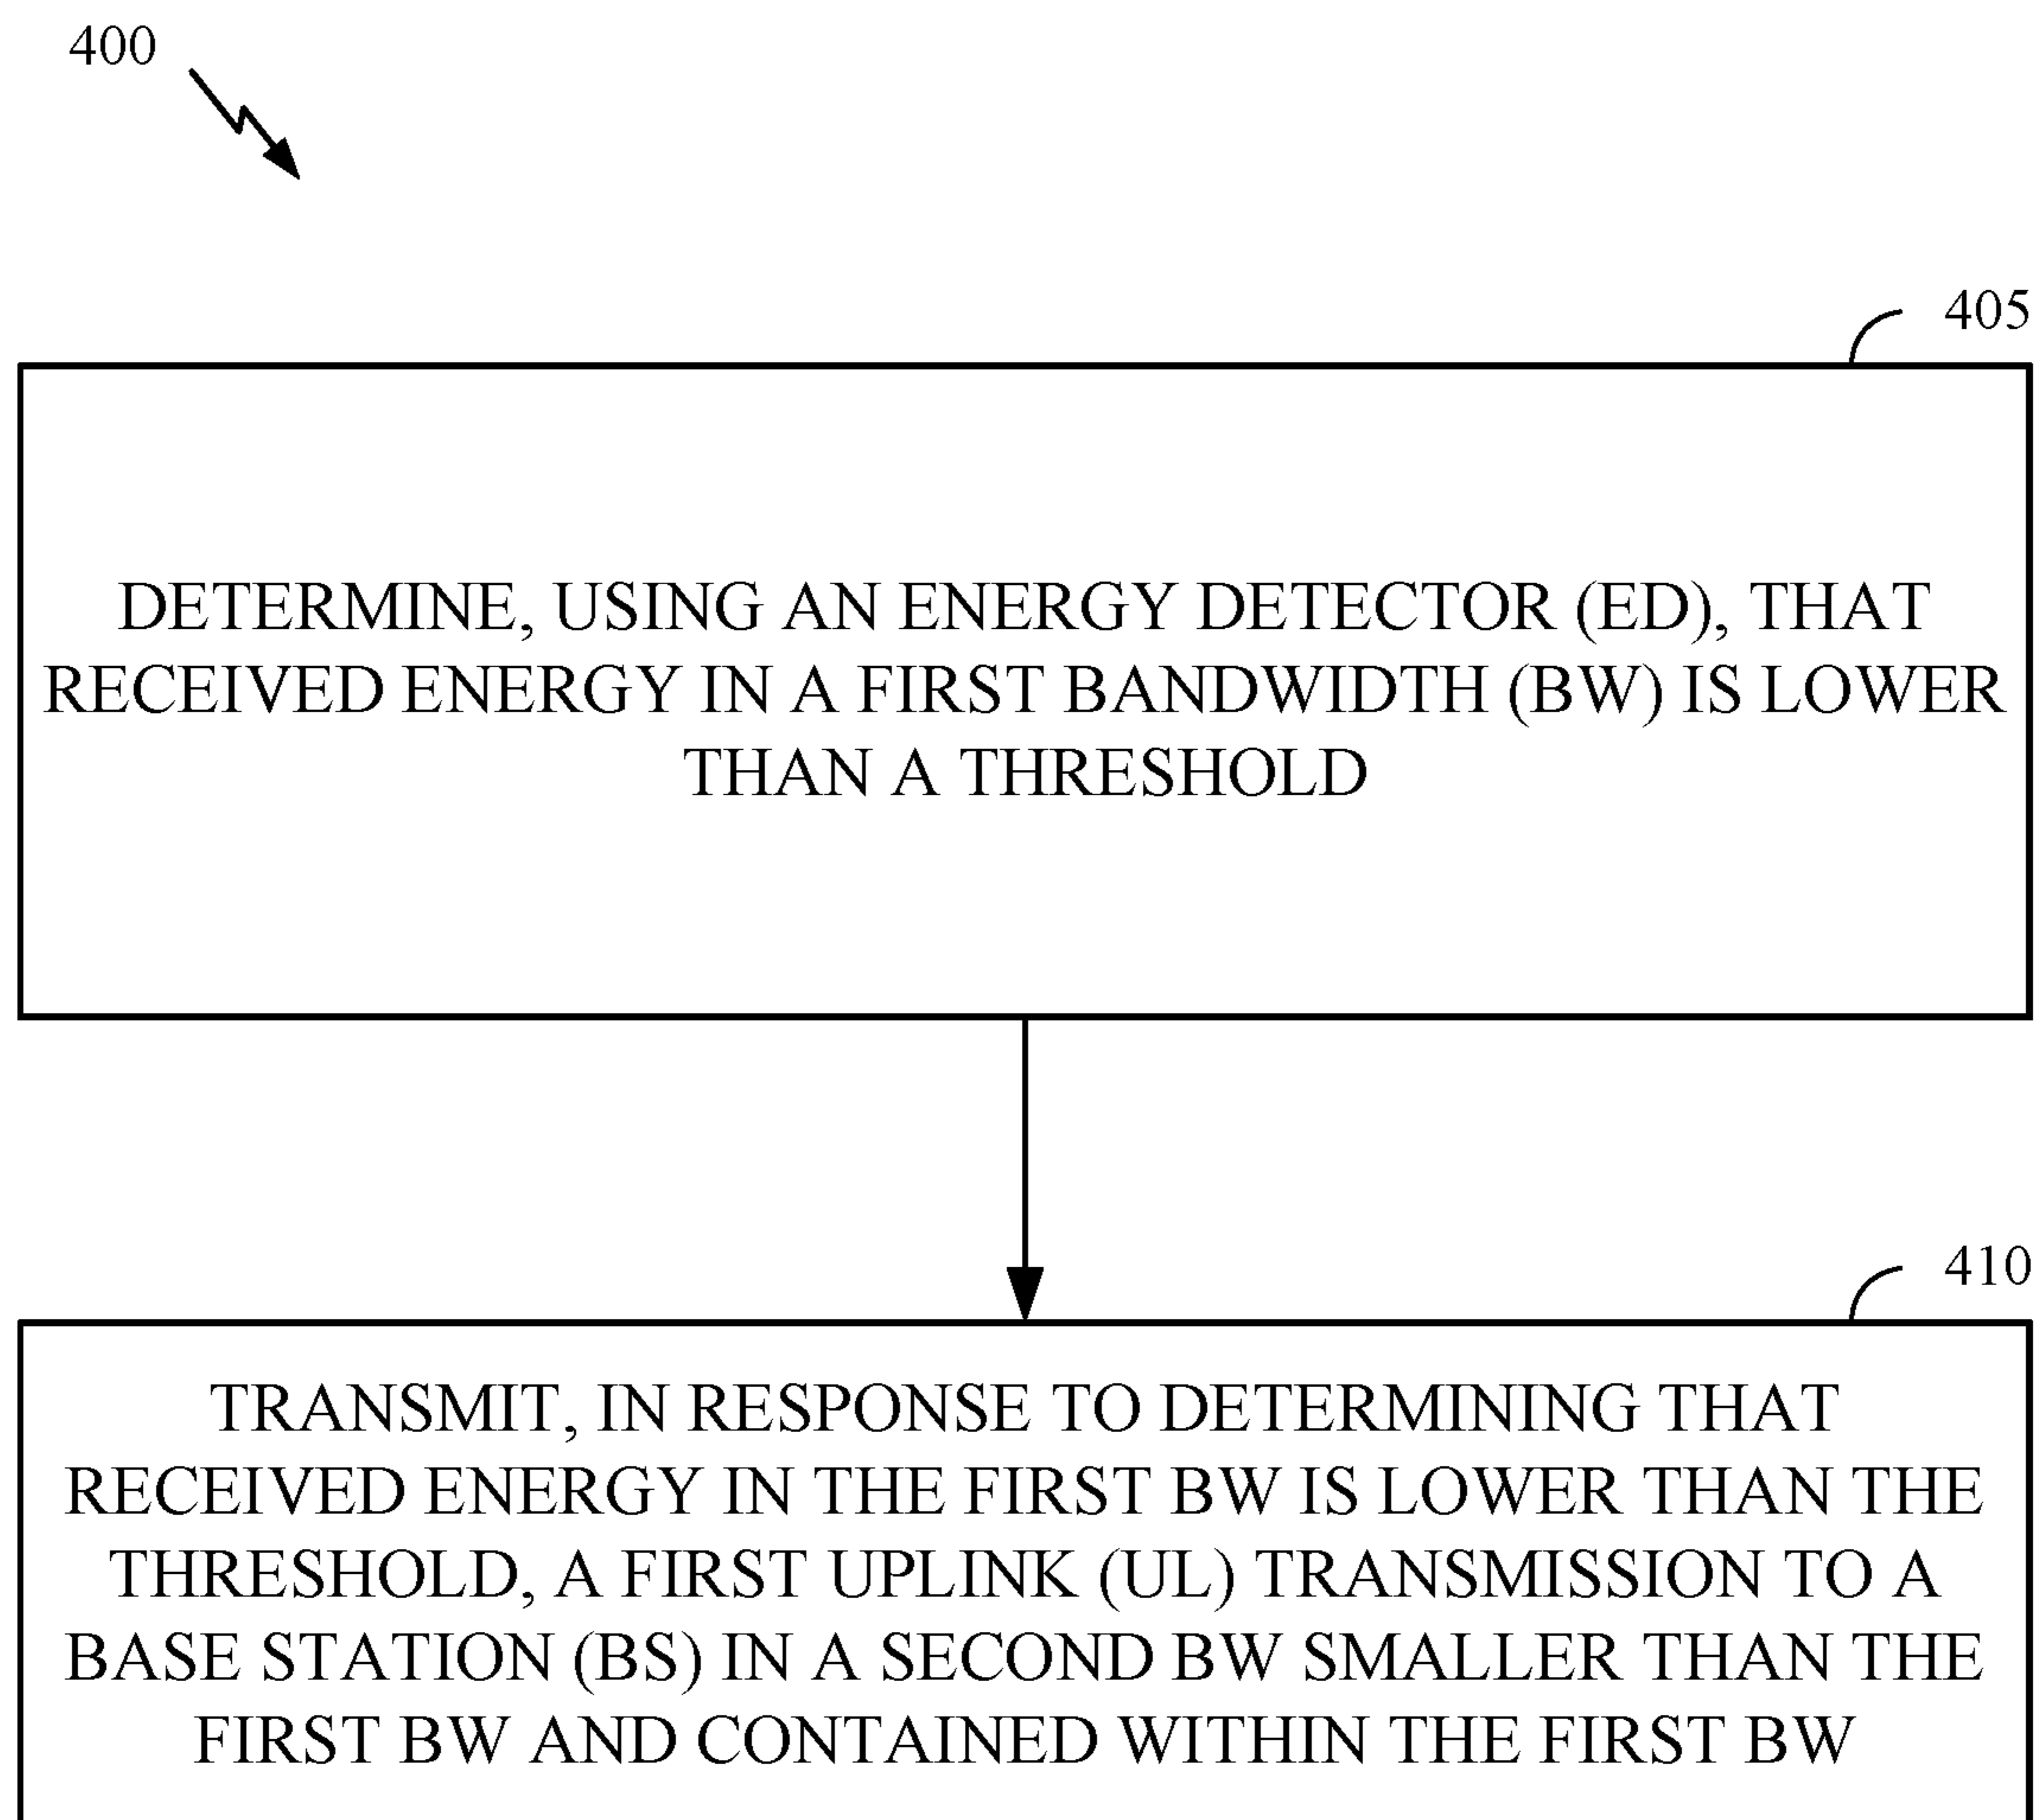 400
405
DETERMINE, USING AN ENERGY DETECTOR (ED), THAT
RECEIVED ENERGY IN A FIRST BANDWIDTH (BW) IS LOWER
THAN A THRESHOLD
410
TRANSMIT, IN RESPONSE TO DETERMINING THAT
RECEIVED ENERGY IN THE FIRST BW IS LOWER THAN THE
THRESHOLD, A FIRST UPLINK (UL) TRANSMISSION TO A
BASE STATION (BS) IN A SECOND BW SMALLER THAN THE
FIRST BW AND CONTAINED WITHIN THE FIRST BW